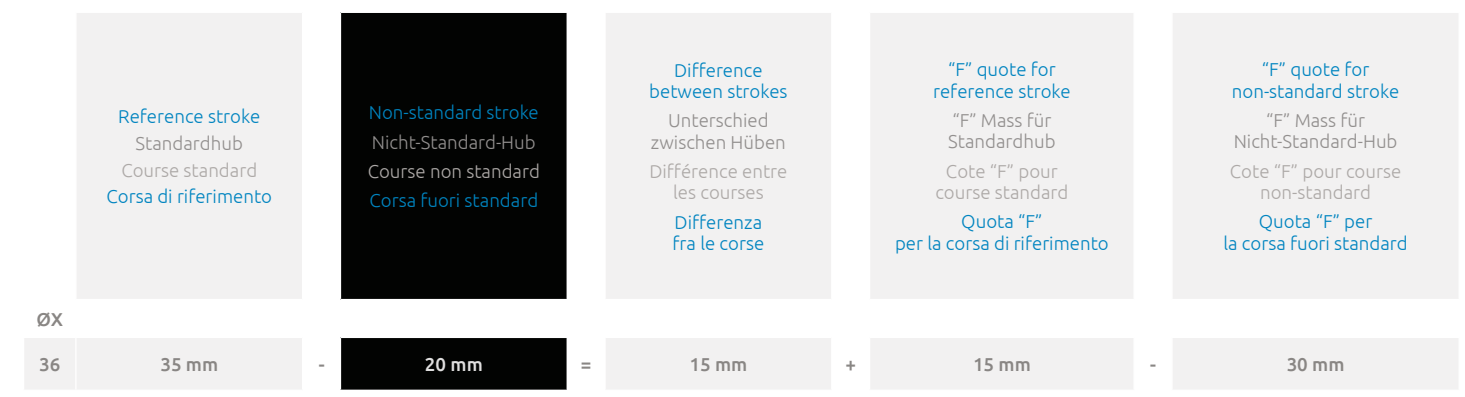 Reference stroke
Standardhub
Course standard
Corsa di riferimento
Non-standard stroke
Nicht-Standard-Hub
Course non standard
Corsa fuori standard
Difference
between strokes
Unterschied
zwischen Hüben
Différence entre
les courses
Differenza
fra le corse
“F” quote for
reference stroke
“F” Mass für
Standardhub
Cote “F” pour
course standard
Quota “F”
per la corsa di riferimento
“F” quote for
non-standard stroke
“F” Mass für
Nicht-Standard-Hub
Cote “F” pour course
non-standard
Quota “F” per
la corsa fuori standard
ØX
36 35 mm - 20 mm = 15 mm + 15 mm - 30 mm